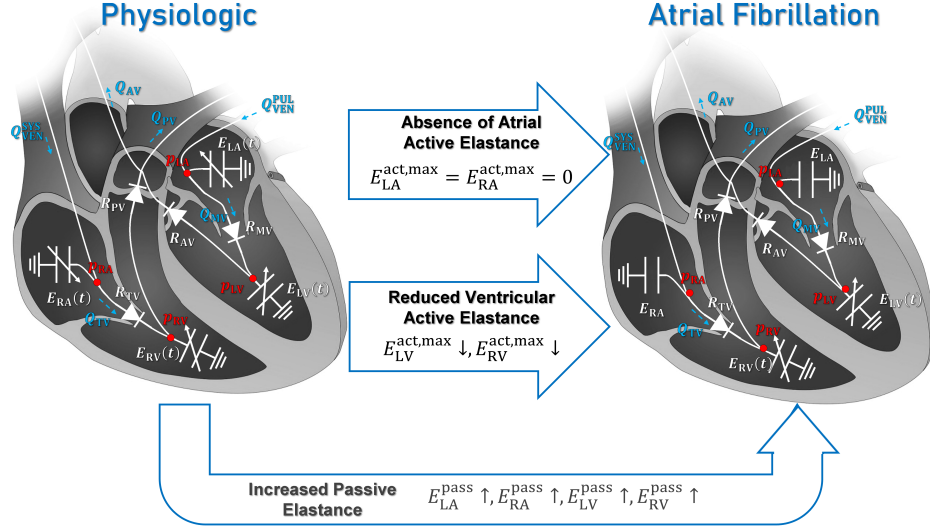 Physiologic
Atrial Fibrillation
Q_AV
Q_PV
Q_VEN^PUL
Q_VEN^SYS
E_LA(t)
p_LA
R_PV
Q_MV
R_MV
R_AV
p_RA
p_LV
E_LV(t)
E_RA(t)
R_TV
Q_TV
p_RV
E_RV(t)
Absence of Atrial
Active Elastance
E_LA^act,max = E_RA^act,max = 0
Reduced Ventricular
Active Elastance
E_LV^act,max ↓, E_RV^act,max ↓
Q_AV
Q_PV
Q_VEN^PUL
Q_VEN^SYS
E_LA
p_LA
R_PV
Q_MV
R_MV
R_AV
p_RA
p_LV
E_LV(t)
E_RA
R_TV
Q_TV
p_RV
E_RV(t)
Increased Passive
Elastance
E_LA^pass ↑, E_RA^pass ↑, E_LV^pass ↑, E_RV^pass ↑